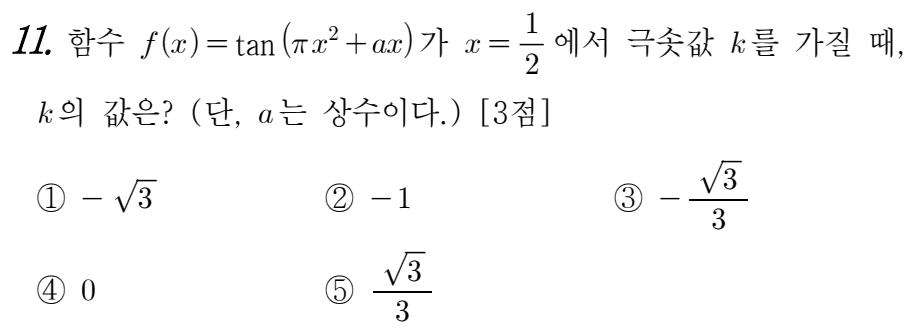 11. 함수 f(x)=tan(πx²+ax)가 x=1/2에서 극솟값 k를 가질 때,
k의 값은? (단, a는 상수이다.) [3점]
① -√3 ② -1 ③ -√3/3
④ 0 ⑤ √3/3